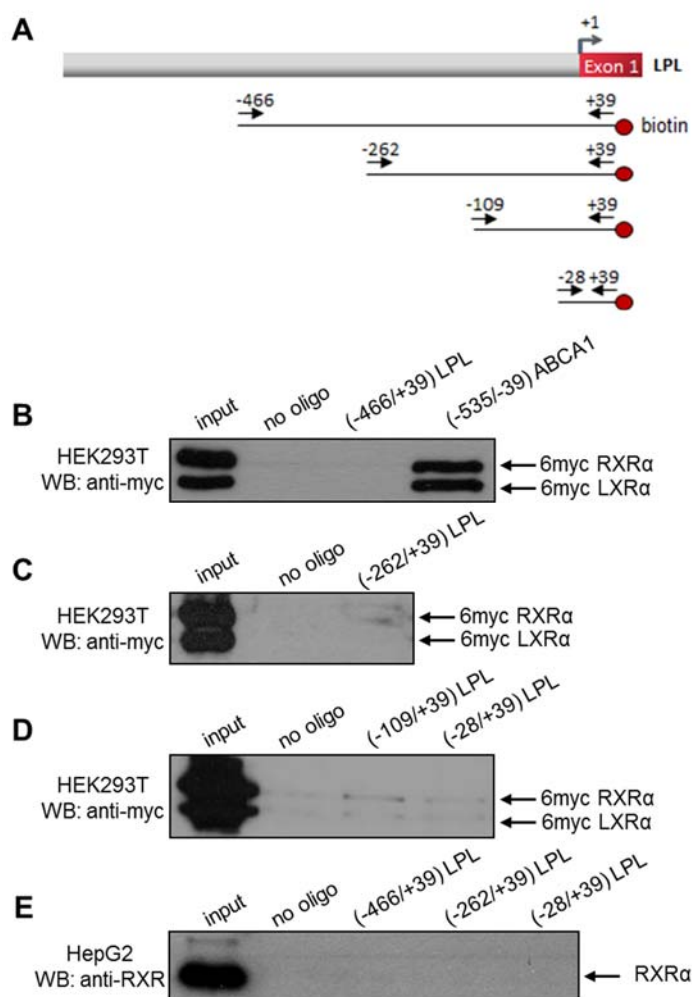 A
+1
Exon 1 LPL
-466 +39
biotin
-262 +39
-109 +39
-28 +39
B
input no oligo (-466/+39) LPL (-535/-39) ABCA1
HEK293T
WB: anti-myc
6myc RXRα
6myc LXRα
C
input no oligo (-262/+39) LPL
HEK293T
WB: anti-myc
6myc RXRα
6myc LXRα
D
input no oligo (-109/+39) LPL (-28/+39) LPL
HEK293T
WB: anti-myc
6myc RXRα
6myc LXRα
E
input no oligo (-466/+39) LPL (-262/+39) LPL (-28/+39) LPL
HepG2
WB: anti-RXR
RXRα